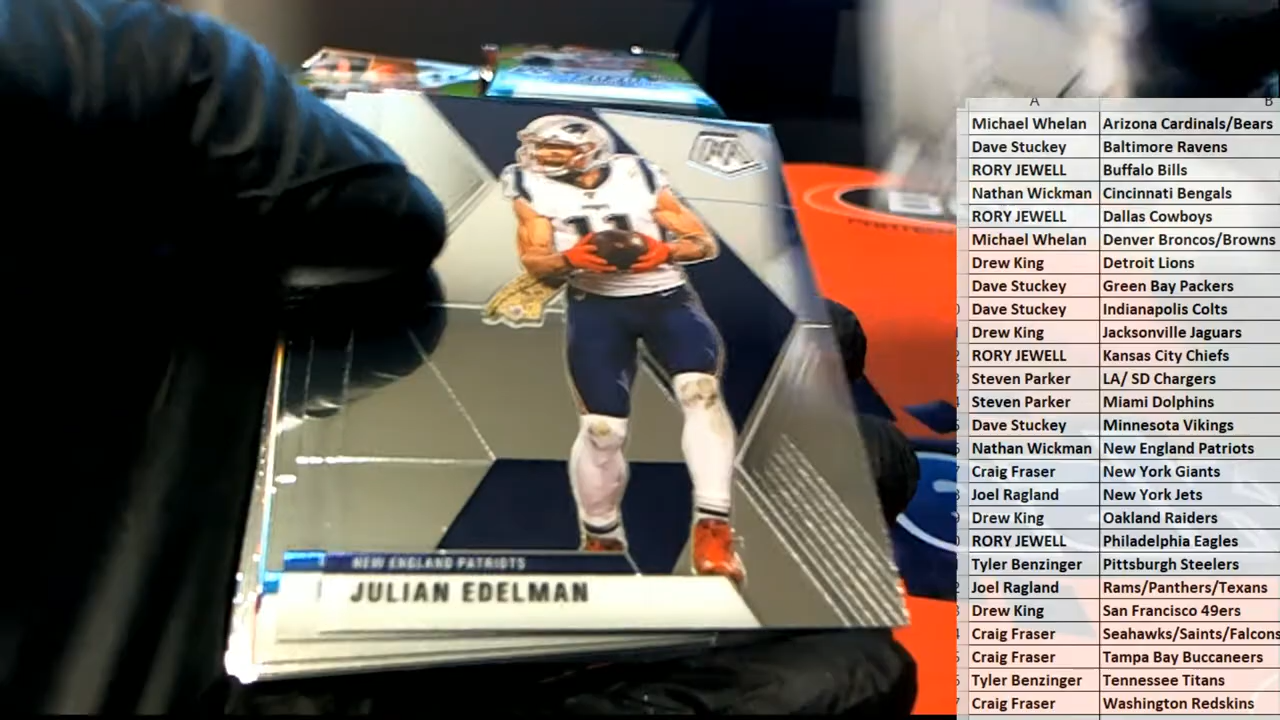 NEW ENGLAND PATRIOTS
JULIAN EDELMAN
11
A B
Michael Whelan Arizona Cardinals/Bears
Dave Stuckey Baltimore Ravens
RORY JEWELL Buffalo Bills
Nathan Wickman Cincinnati Bengals
RORY JEWELL Dallas Cowboys
Michael Whelan Denver Broncos/Browns
Drew King Detroit Lions
Dave Stuckey Green Bay Packers
Dave Stuckey Indianapolis Colts
Drew King Jacksonville Jaguars
RORY JEWELL Kansas City Chiefs
Steven Parker LA/ SD Chargers
Steven Parker Miami Dolphins
Dave Stuckey Minnesota Vikings
Nathan Wickman New England Patriots
Craig Fraser New York Giants
Joel Ragland New York Jets
Drew King Oakland Raiders
RORY JEWELL Philadelphia Eagles
Tyler Benzinger Pittsburgh Steelers
Joel Ragland Rams/Panthers/Texans
Drew King San Francisco 49ers
Craig Fraser Seahawks/Saints/Falcons
Craig Fraser Tampa Bay Buccaneers
Tyler Benzinger Tennessee Titans
Craig Fraser Washington Redskins